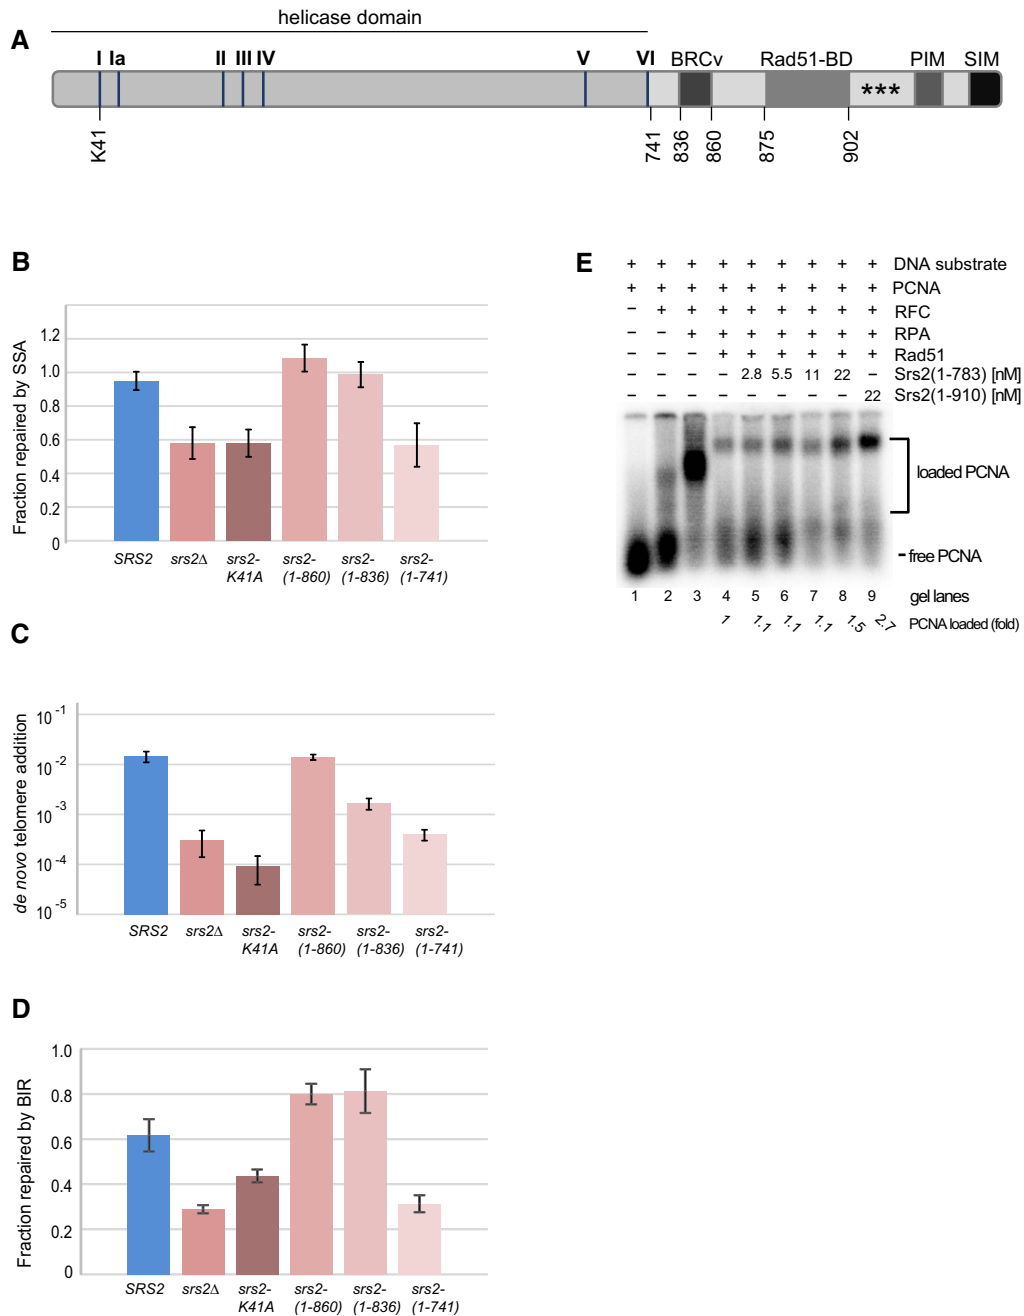 A
helicase domain
I Ia II III IV V VI BRCv Rad51-BD PIM SIM
***
K41 741 836 860 875 902
B
Fraction repaired by SSA
1.2
1.0
0.8
0.6
0.4
0.2
0
SRS2 srs2Δ srs2-K41A srs2-(1-860) srs2-(1-836) srs2-(1-741)
E
+ + + + + + + + + DNA substrate
+ + + + + + + + + PCNA
– + + + + + + + + RFC
– – + + + + + + + RPA
– – – + + + + + + Rad51
– – – – 2.8 5.5 11 22 – Srs2(1-783) [nM]
– – – – – – – – 22 Srs2(1-910) [nM]
loaded PCNA
free PCNA
1 2 3 4 5 6 7 8 9 gel lanes
1 1.1 1.1 1.1 1.5 2.7 PCNA loaded (fold)
C
de novo telomere addition
10-1
10-2
10-3
10-4
10-5
SRS2 srs2Δ srs2-K41A srs2-(1-860) srs2-(1-836) srs2-(1-741)
D
Fraction repaired by BIR
1.0
0.8
0.6
0.4
0.2
0
SRS2 srs2Δ srs2-K41A srs2-(1-860) srs2-(1-836) srs2-(1-741)